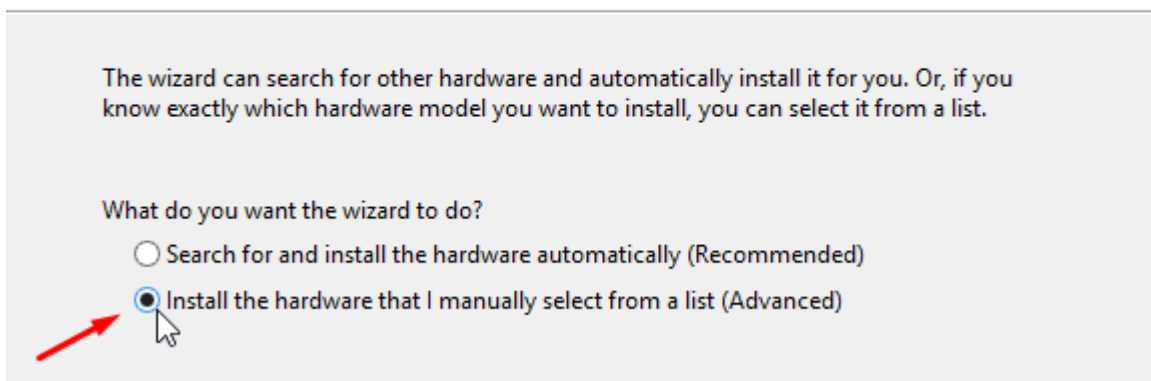 The wizard can search for other hardware and automatically install it for you. Or, if you
know exactly which hardware model you want to install, you can select it from a list.
What do you want the wizard to do?
Search for and install the hardware automatically (Recommended)
Install the hardware that I manually select from a list (Advanced)